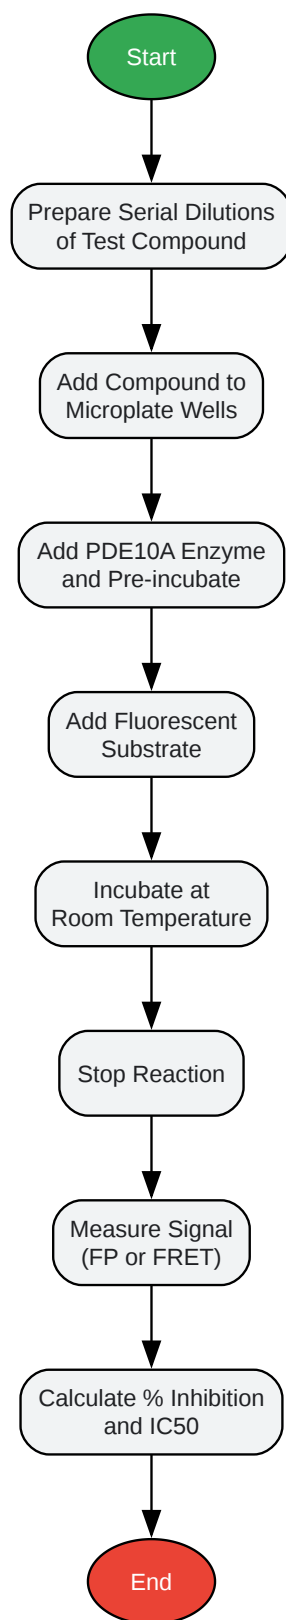 Start
Prepare Serial Dilutions
of Test Compound
Add Compound to
Microplate Wells
Add PDE10A Enzyme
and Pre-incubate
Add Fluorescent
Substrate
Incubate at
Room Temperature
Stop Reaction
Measure Signal
(FP or FRET)
Calculate % Inhibition
and IC50
End